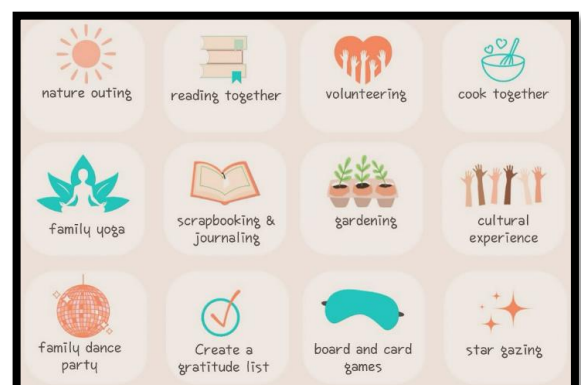 nature outing
reading together
volunteering
cook together
family yoga
scrapbooking &
journaling
gardening
cultural
experience
family dance
party
Create a
gratitude list
board and card
games
star gazing